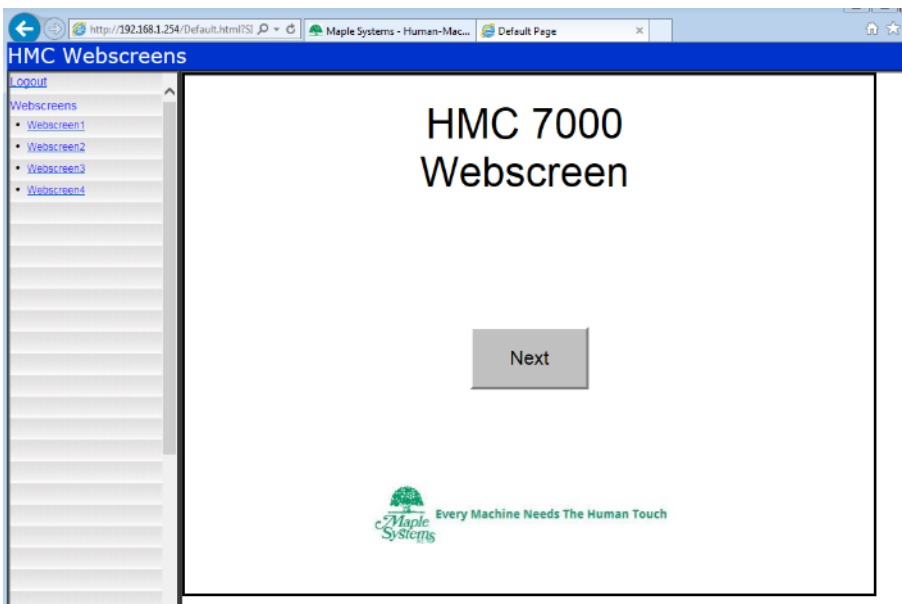 http://192.168.1.254/Default.html?SI
Maple Systems - Human-Mac...
Default Page
HMC Webscreens
Logout
Webscreens
• Webscreen1
• Webscreen2
• Webscreen3
• Webscreen4
HMC 7000
Webscreen
Next
Maple
Systems
Every Machine Needs The Human Touch